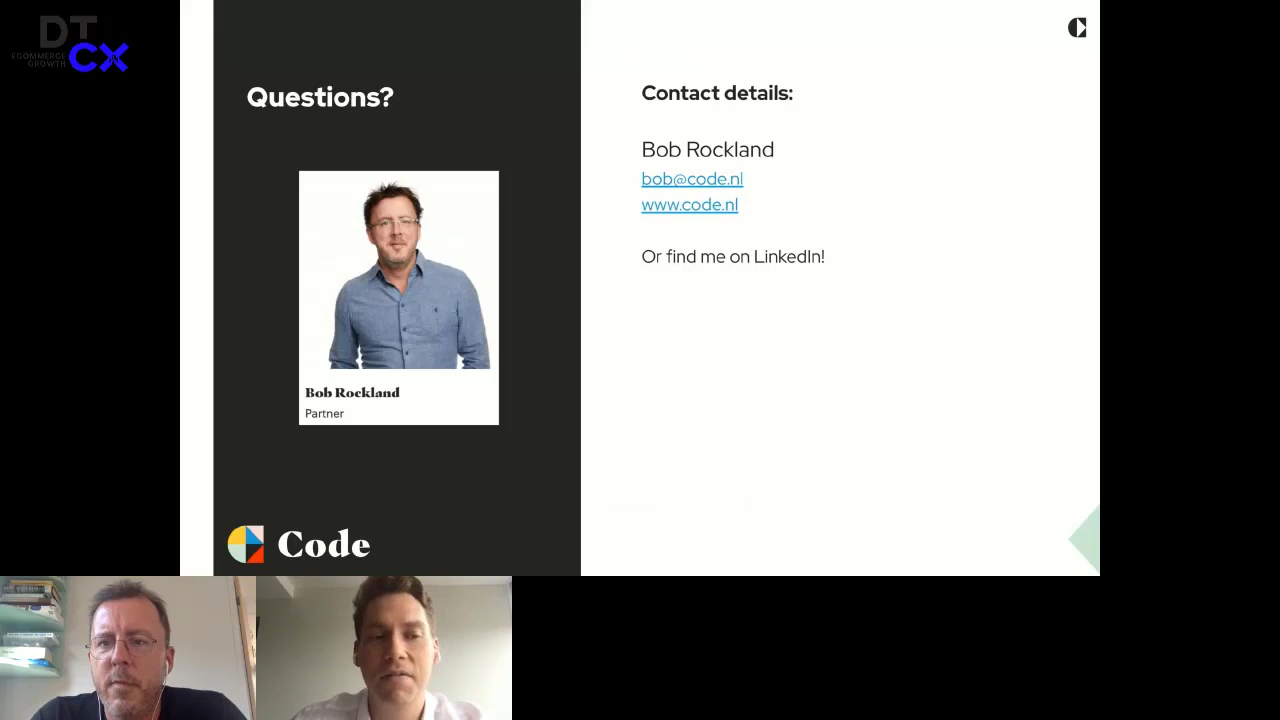 DT
ECOMMERCE
GROWTH
CX
Questions?
Bob Rockland
Partner
Code
Contact details:
Bob Rockland
bob@code.nl
www.code.nl
Or find me on LinkedIn!